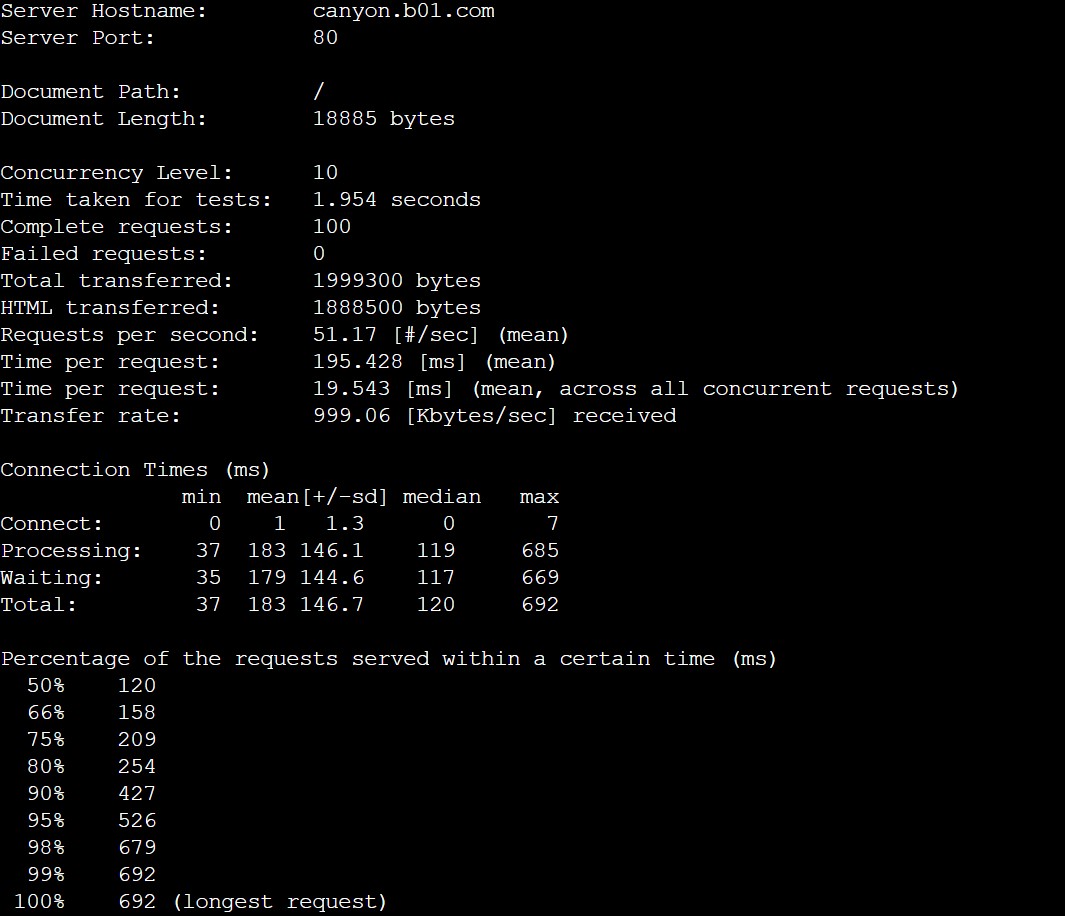 Server Hostname:        canyon.b01.com
Server Port:            80
Document Path:          /
Document Length:        18885 bytes
Concurrency Level:      10
Time taken for tests:   1.954 seconds
Complete requests:      100
Failed requests:        0
Total transferred:      1999300 bytes
HTML transferred:       1888500 bytes
Requests per second:    51.17 [#/sec] (mean)
Time per request:       195.428 [ms] (mean)
Time per request:       19.543 [ms] (mean, across all concurrent requests)
Transfer rate:          999.06 [Kbytes/sec] received
Connection Times (ms)
              min  mean[+/-sd] median   max
Connect:        0    1   1.3      0       7
Processing:    37  183 146.1    119     685
Waiting:       35  179 144.6    117     669
Total:         37  183 146.7    120     692
Percentage of the requests served within a certain time (ms)
  50%    120
  66%    158
  75%    209
  80%    254
  90%    427
  95%    526
  98%    679
  99%    692
 100%    692 (longest request)